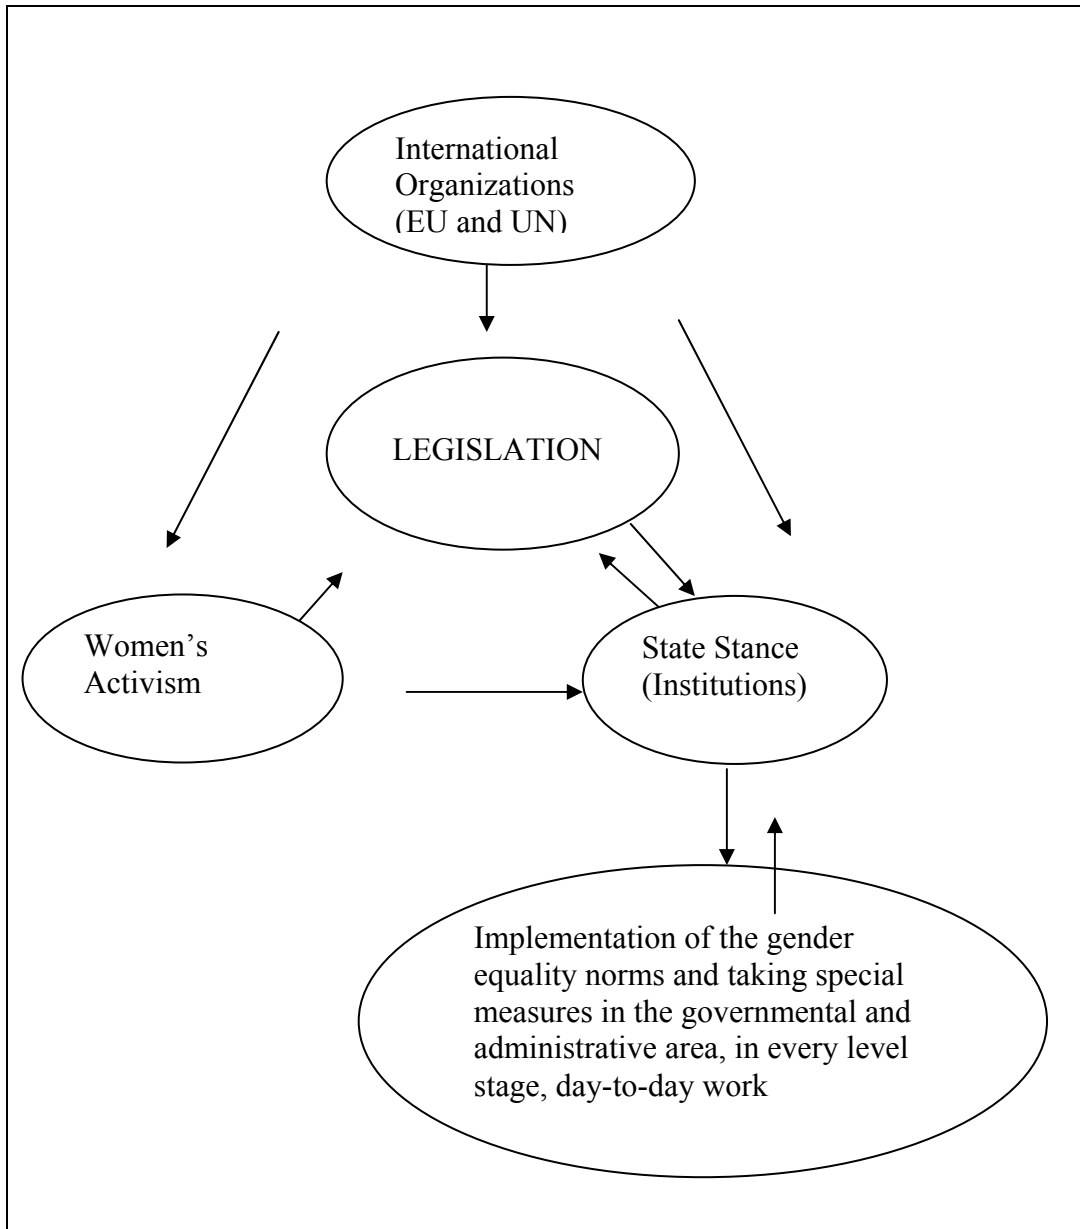 International
Organizations
(EU and UN)
LEGISLATION
Women’s
Activism
State Stance
(Institutions)
Implementation of the gender
equality norms and taking special
measures in the governmental and
administrative area, in every level
stage, day-to-day work